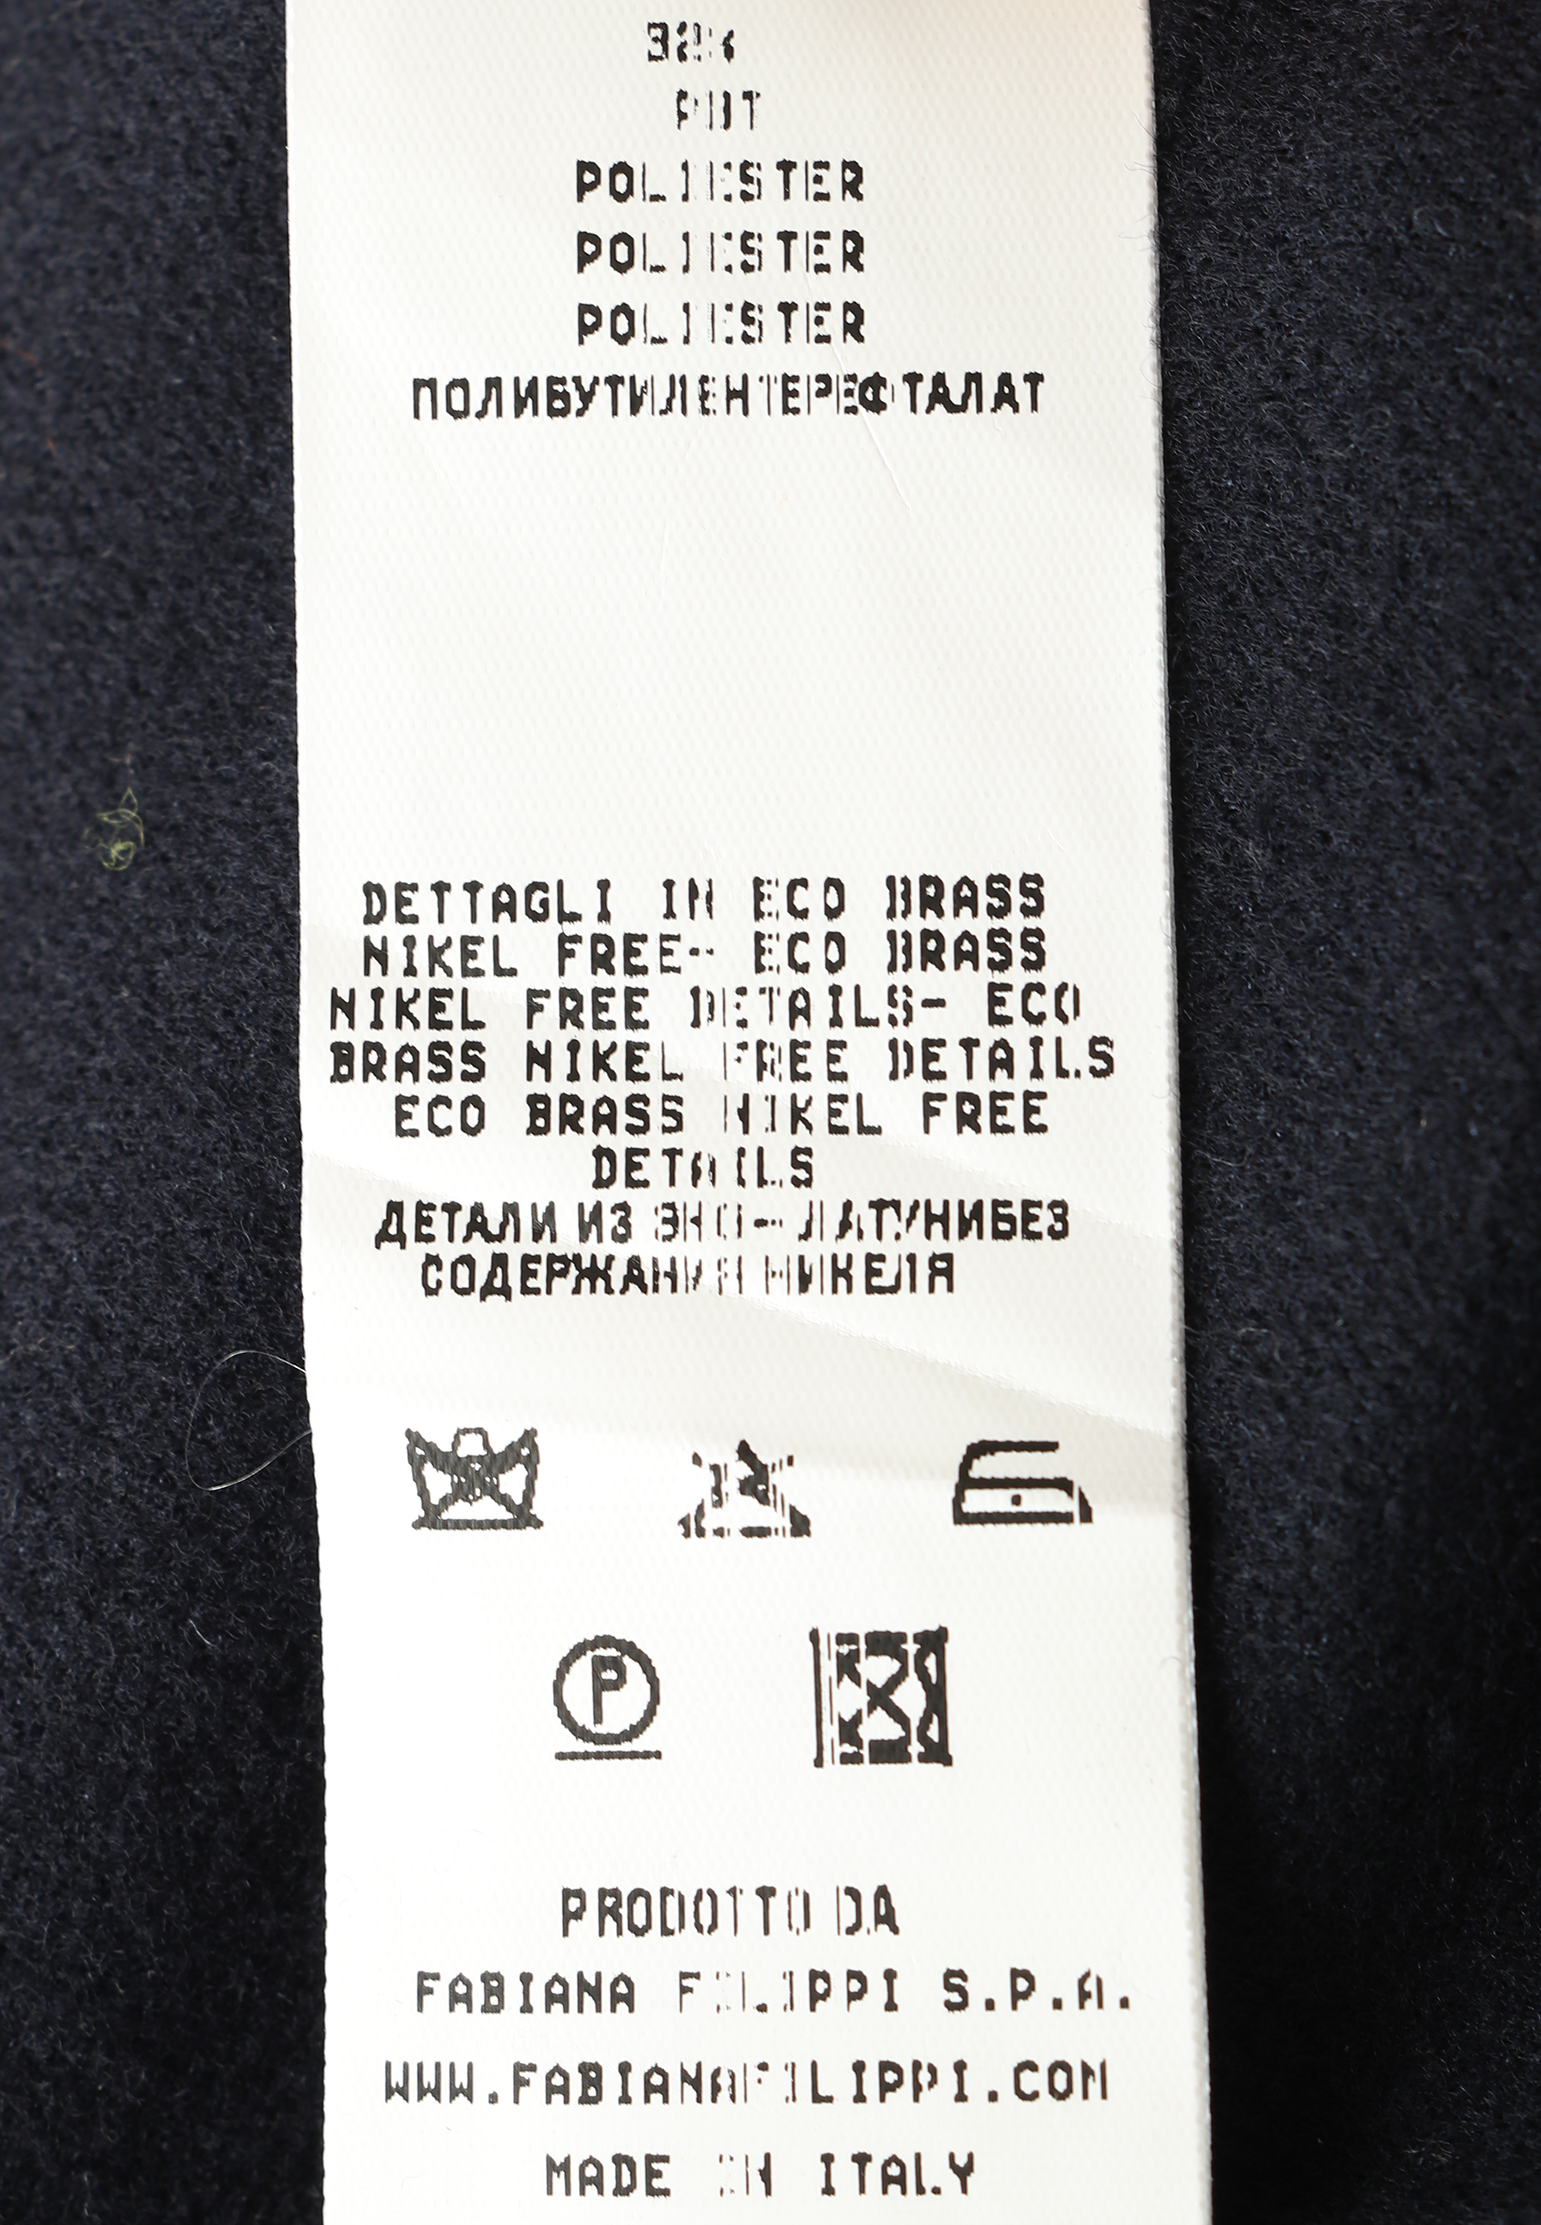 32%
PBT
POLIESTER
POLIESTER
POLIESTER
ПОЛИБУТИЛЕНТЕРЕФТАЛАТ
DETTAGLI IN ECO BRASS
NIKEL FREE- ECO BRASS
NIKEL FREE DETAILS- ECO
BRASS NIKEL FREE DETAILS
ECO BRASS NIKEL FREE
DETAILS
ДЕТАЛИ ИЗ ЭКО-ЛАТУНИБЕЗ
СОДЕРЖАНИЯ НИКЕЛЯ
P
PRODOTTO DA
FABIANA FILIPPI S.P.A.
WWW.FABIANAFILIPPI.COM
MADE IN ITALY